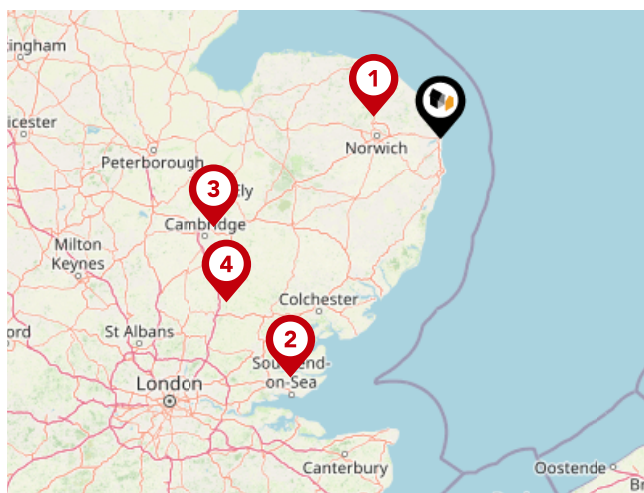 ingham
1
icester
Norwich
Peterborough
3
Ely
Cambridge
Milton
Keynes
4
Colchester
ord
St Albans
2
Southend-
on-Sea
London
Canterbury
Oostende
Br